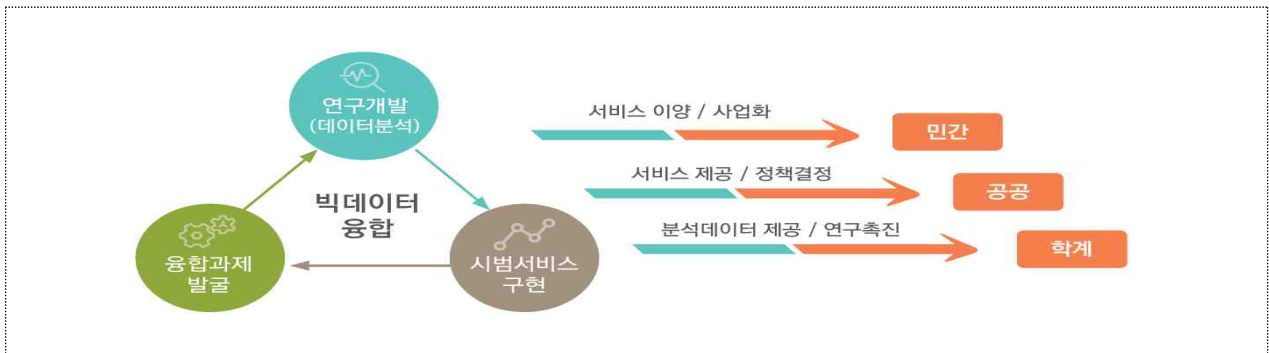 연구개발
(데이터분석)
빅데이터
융합
융합과제
발굴
시범서비스
구현
서비스 이양 / 사업화
민간
서비스 제공 / 정책결정
공공
분석데이터 제공 / 연구촉진
학계